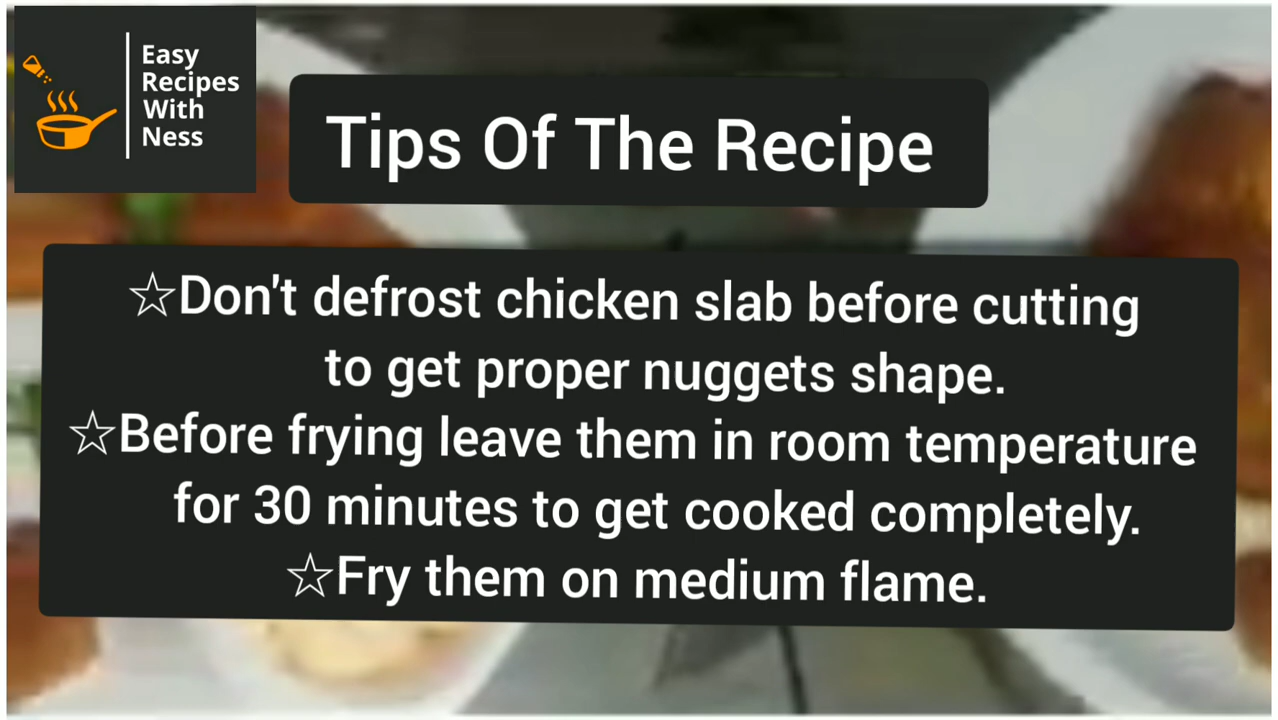 Easy
Recipes
With
Ness
Tips Of The Recipe
☆Don't defrost chicken slab before cutting
to get proper nuggets shape.
☆Before frying leave them in room temperature
for 30 minutes to get cooked completely.
☆Fry them on medium flame.